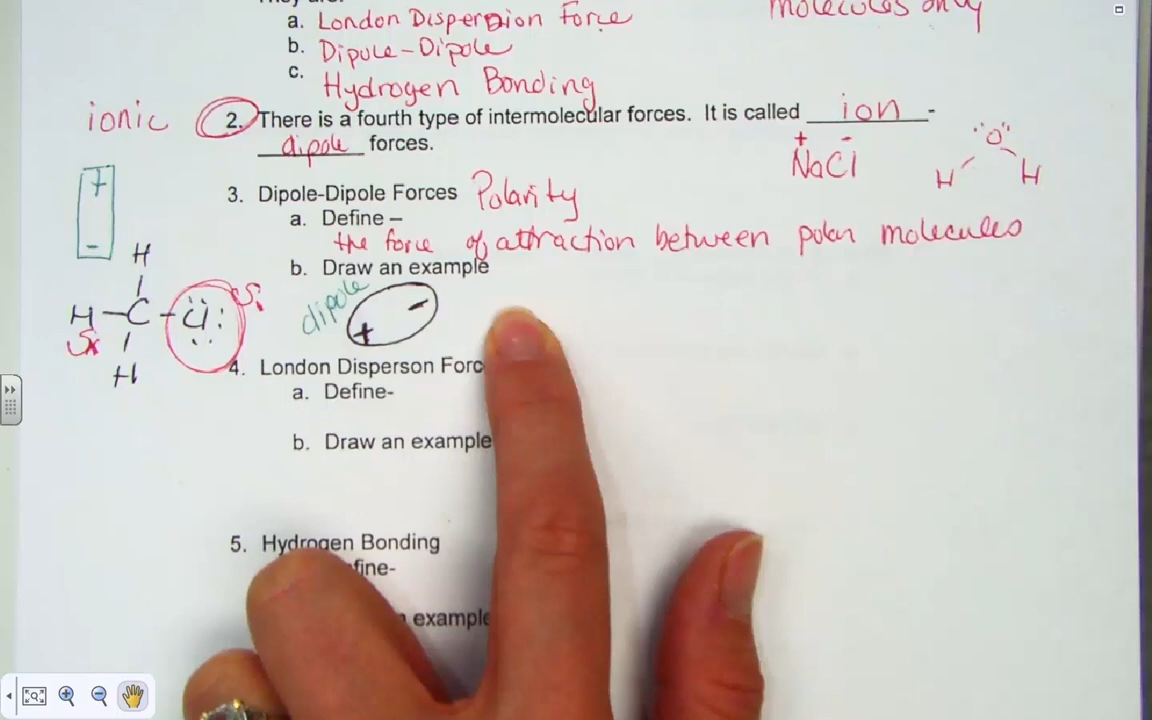 a. London Dispersion Force
molecules only
b. Dipole-Dipole
c. Hydrogen Bonding
ionic
2. There is a fourth type of intermolecular forces. It is called ion -
dipole forces.
+ -
NaCl
O
H H
+
-
3. Dipole-Dipole Forces Polarity
a. Define –
the force of attraction between polar molecules
b. Draw an example
H
H-C-Cl
H
dipole
+ -
4. London Disperson Forc
a. Define-
b. Draw an example
5. Hydrogen Bonding
fine-
example